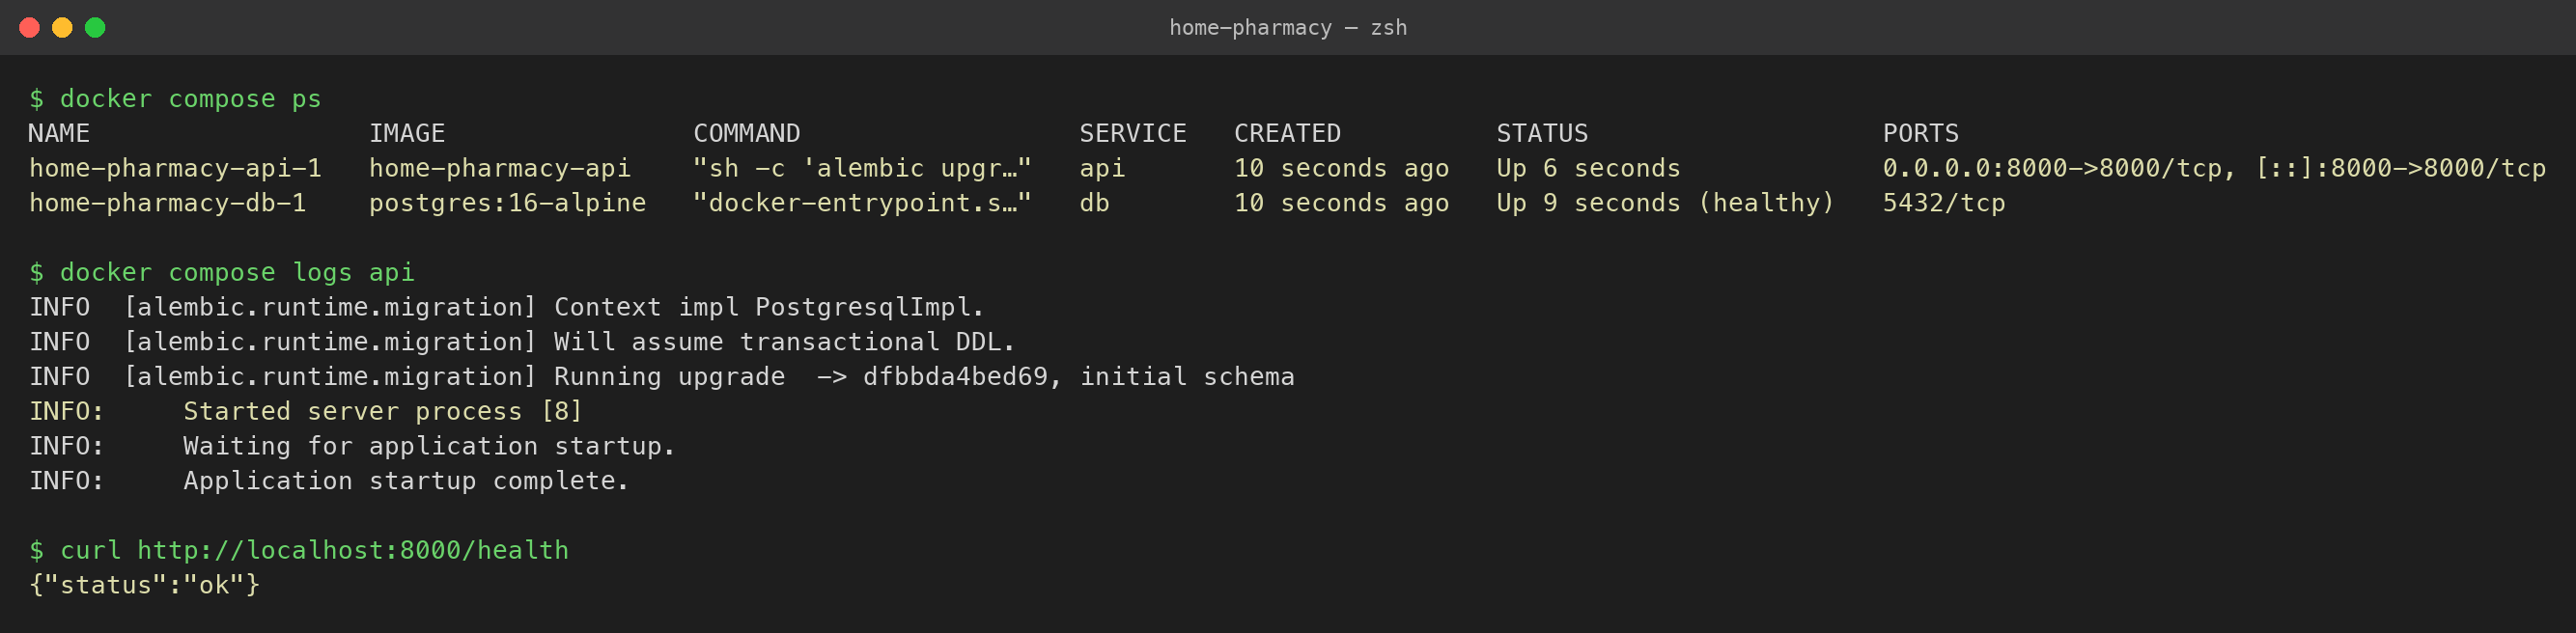 home-pharmacy — zsh
$ docker compose ps
NAME                  IMAGE                COMMAND                  SERVICE   CREATED          STATUS                   PORTS
home-pharmacy-api-1   home-pharmacy-api    "sh -c 'alembic upgr…"   api       10 seconds ago   Up 6 seconds             0.0.0.0:8000->8000/tcp, [::]:8000->8000/tcp
home-pharmacy-db-1    postgres:16-alpine   "docker-entrypoint.s…"   db        10 seconds ago   Up 9 seconds (healthy)   5432/tcp
$ docker compose logs api
INFO  [alembic.runtime.migration] Context impl PostgresqlImpl.
INFO  [alembic.runtime.migration] Will assume transactional DDL.
INFO  [alembic.runtime.migration] Running upgrade  -> dfbbda4bed69, initial schema
INFO:     Started server process [8]
INFO:     Waiting for application startup.
INFO:     Application startup complete.
$ curl http://localhost:8000/health
{"status":"ok"}